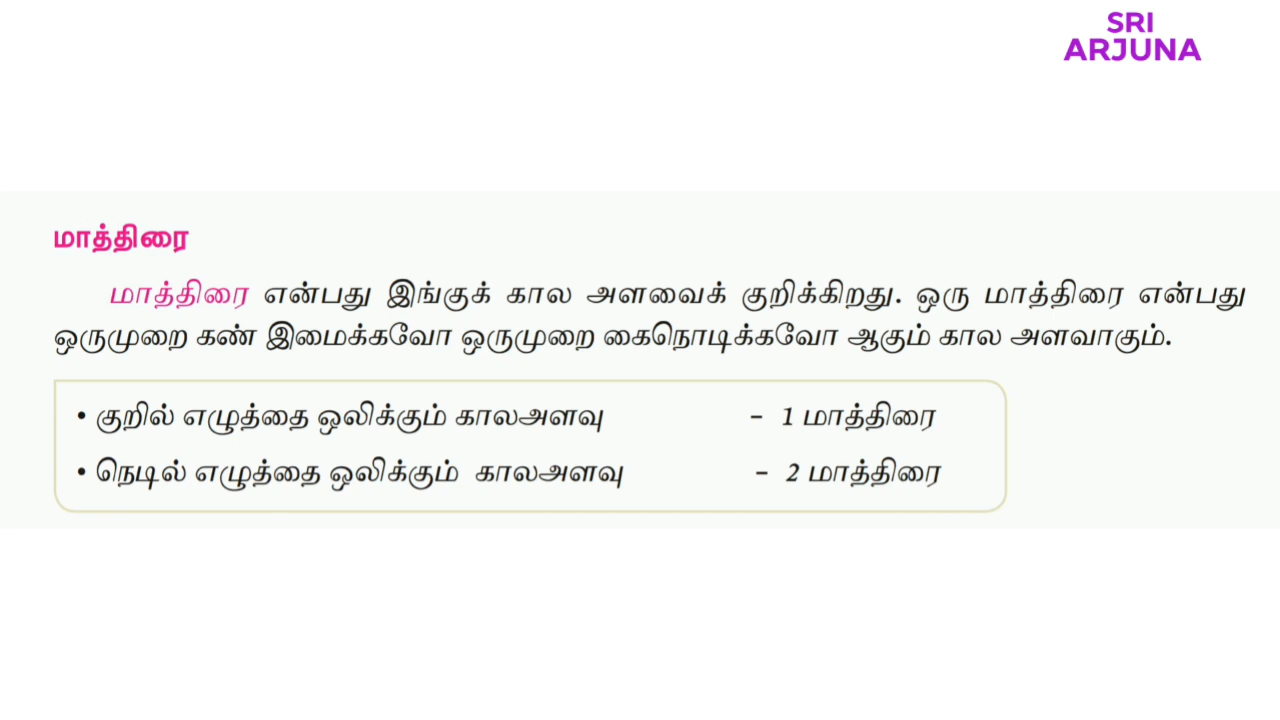 SRI
ARJUNA
மாத்திரை
மாத்திரை என்பது இங்குக் கால அளவைக் குறிக்கிறது. ஒரு மாத்திரை என்பது
ஒருமுறை கண் இமைக்கவோ ஒருமுறை கைநொடிக்கவோ ஆகும் கால அளவாகும்.
• குறில் எழுத்தை ஒலிக்கும் காலஅளவு - 1 மாத்திரை
• நெடில் எழுத்தை ஒலிக்கும் காலஅளவு - 2 மாத்திரை